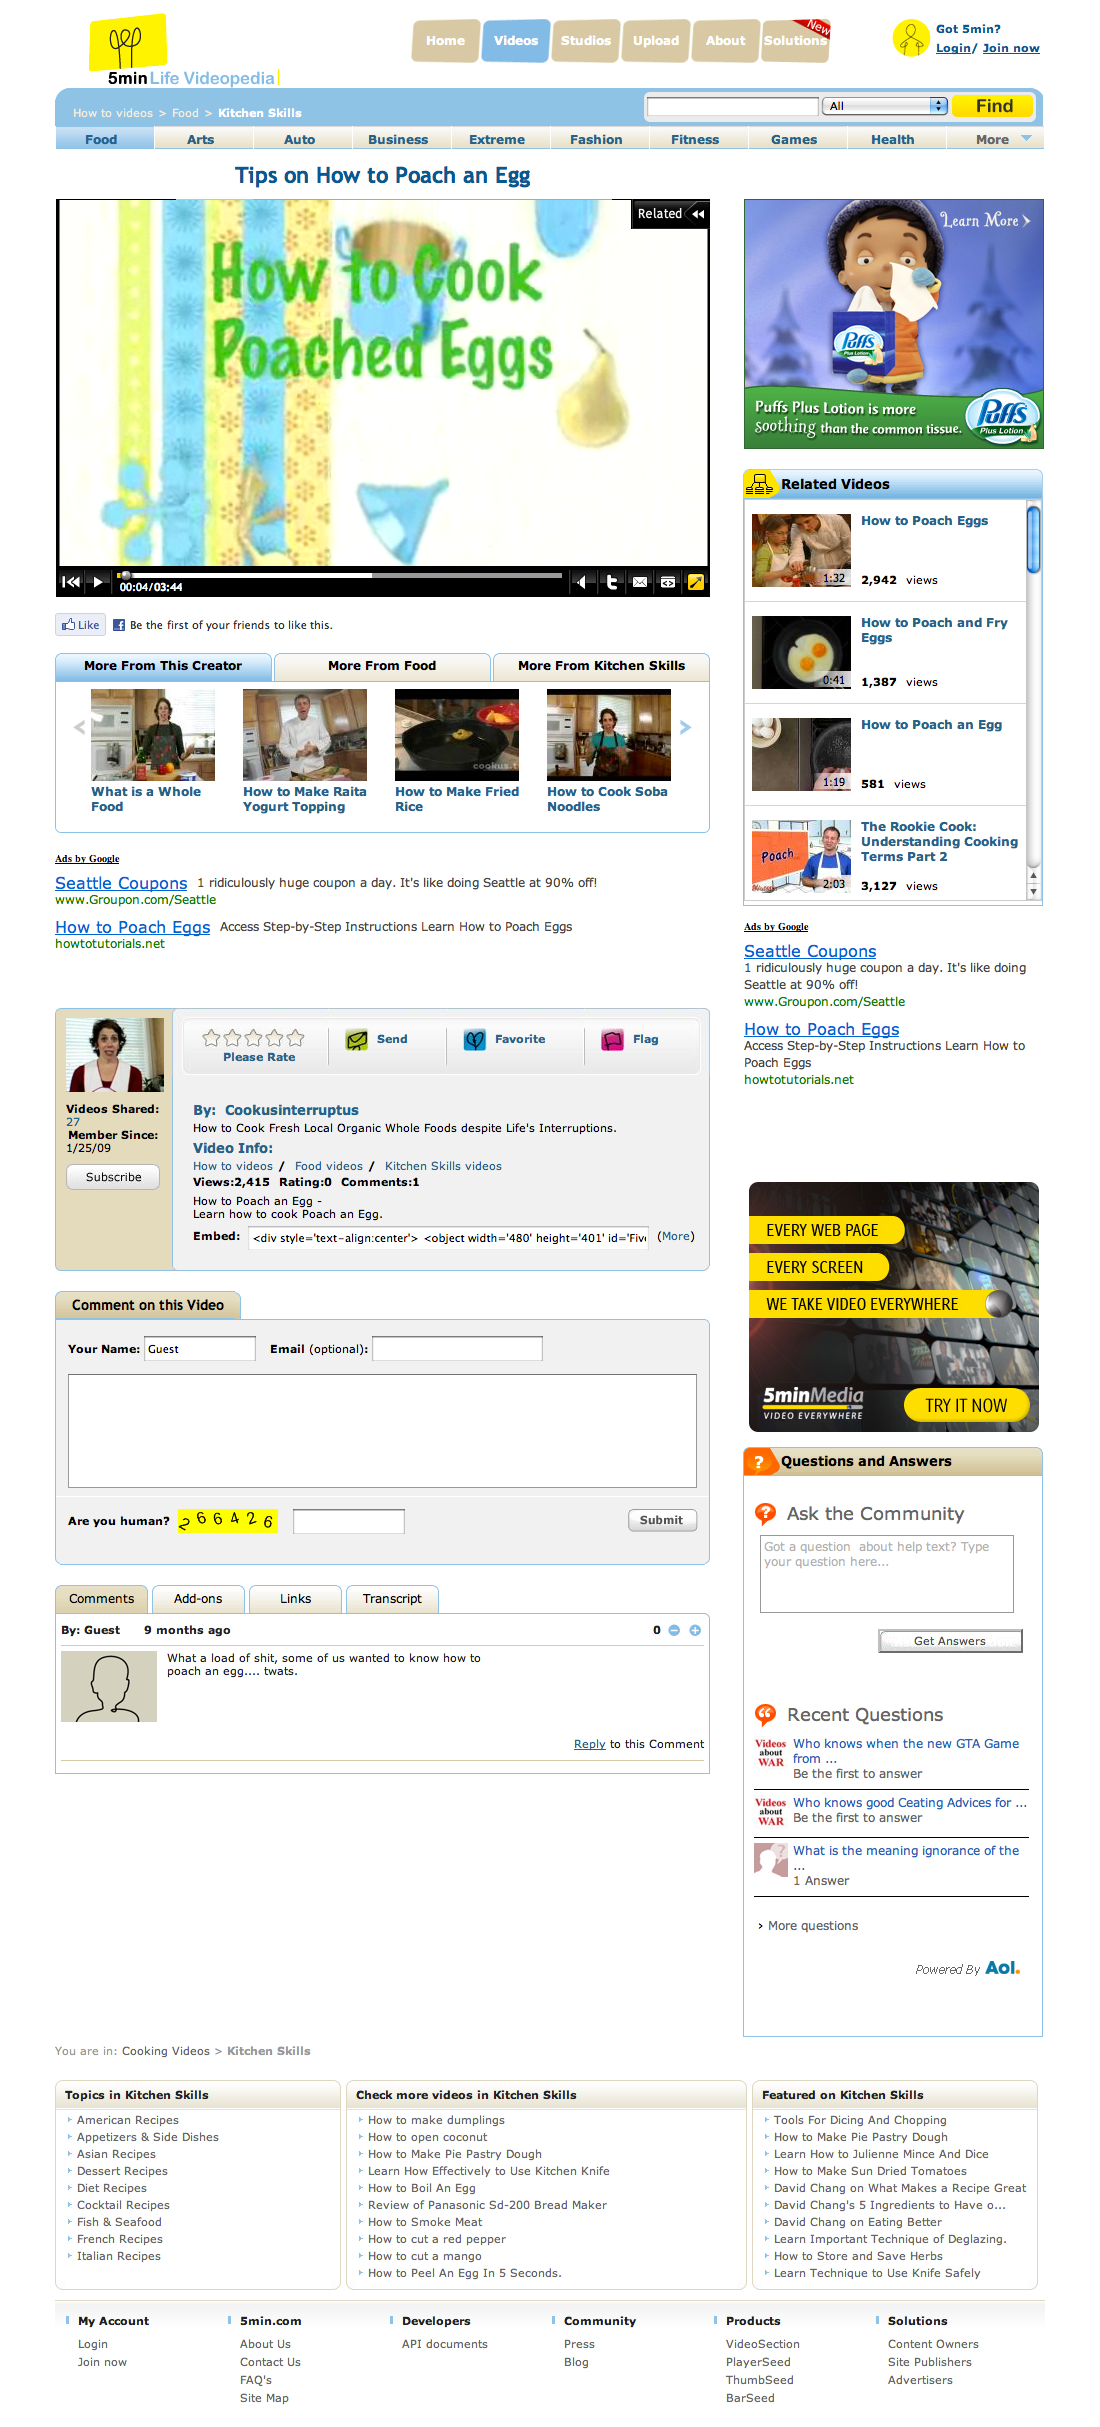 5min Life Videopedia
Home
Videos
Studios
Upload
About
Solutions
New
Got 5min?
Login/ Join now
How to videos > Food > Kitchen Skills
All
Find
Food
Arts
Auto
Business
Extreme
Fashion
Fitness
Games
Health
More
Tips on How to Poach an Egg
Related
How to Cook
Poached Eggs
00:04/03:44
Learn More
Puffs
Plus Lotion
Puffs Plus Lotion is more
soothing than the common tissue.
Puffs
Plus Lotion
Like
Be the first of your friends to like this.
More From This Creator
More From Food
More From Kitchen Skills
cookus.t
What is a Whole
Food
How to Make Raita
Yogurt Topping
How to Make Fried
Rice
How to Cook Soba
Noodles
Related Videos
How to Poach Eggs
1:32
2,942 views
How to Poach and Fry
Eggs
0:41
1,387 views
How to Poach an Egg
1:19
581 views
The Rookie Cook:
Understanding Cooking
Terms Part 2
Poach
2:03
3,127 views
Ads by Google
Seattle Coupons 1 ridiculously huge coupon a day. It's like doing Seattle at 90% off!
www.Groupon.com/Seattle
How to Poach Eggs Access Step-by-Step Instructions Learn How to Poach Eggs
howtotutorials.net
Ads by Google
Seattle Coupons
1 ridiculously huge coupon a day. It's like doing
Seattle at 90% off!
www.Groupon.com/Seattle
How to Poach Eggs
Access Step-by-Step Instructions Learn How to
Poach Eggs
howtotutorials.net
Videos Shared:
27
Member Since:
1/25/09
Subscribe
Please Rate
Send
Favorite
Flag
By: Cookusinterruptus
How to Cook Fresh Local Organic Whole Foods despite Life's Interruptions.
Video Info:
How to videos / Food videos / Kitchen Skills videos
Views:2,415 Rating:0 Comments:1
How to Poach an Egg -
Learn how to cook Poach an Egg.
Embed: <div style='text-align:center'> <object width='480' height='401' id='Five (More)
EVERY WEB PAGE
EVERY SCREEN
WE TAKE VIDEO EVERYWHERE
5minMedia
VIDEO EVERYWHERE
TRY IT NOW
Comment on this Video
Your Name: Guest Email (optional):
Are you human? 266426
Submit
Comments
Add-ons
Links
Transcript
By: Guest 9 months ago 0
What a load of shit, some of us wanted to know how to
poach an egg.... twats.
Reply to this Comment
Questions and Answers
Ask the Community
Got a question about help text? Type
your question here...
Get Answers
Recent Questions
Videos
about
WAR
Who knows when the new GTA Game
from ...
Be the first to answer
Videos
about
WAR
Who knows good Ceating Advices for ...
Be the first to answer
What is the meaning ignorance of the
...
1 Answer
› More questions
Powered By Aol.
You are in: Cooking Videos > Kitchen Skills
Topics in Kitchen Skills
American Recipes
Appetizers & Side Dishes
Asian Recipes
Dessert Recipes
Diet Recipes
Cocktail Recipes
Fish & Seafood
French Recipes
Italian Recipes
Check more videos in Kitchen Skills
How to make dumplings
How to open coconut
How to Make Pie Pastry Dough
Learn How Effectively to Use Kitchen Knife
How to Boil An Egg
Review of Panasonic Sd-200 Bread Maker
How to Smoke Meat
How to cut a red pepper
How to cut a mango
How to Peel An Egg In 5 Seconds.
Featured on Kitchen Skills
Tools For Dicing And Chopping
How to Make Pie Pastry Dough
Learn How to Julienne Mince And Dice
How to Make Sun Dried Tomatoes
David Chang on What Makes a Recipe Great
David Chang's 5 Ingredients to Have o...
David Chang on Eating Better
Learn Important Technique of Deglazing.
How to Store and Save Herbs
Learn Technique to Use Knife Safely
My Account
Login
Join now
5min.com
About Us
Contact Us
FAQ's
Site Map
Developers
API documents
Community
Press
Blog
Products
VideoSection
PlayerSeed
ThumbSeed
BarSeed
Solutions
Content Owners
Site Publishers
Advertisers